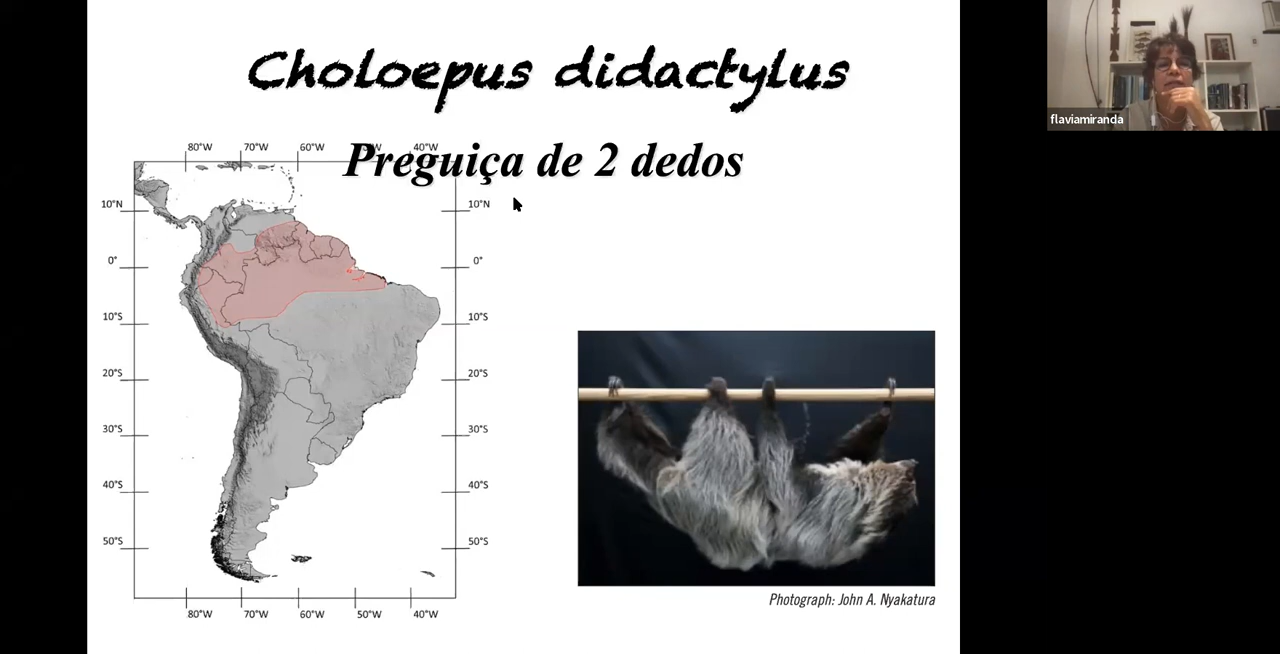 Choloepus didactylus
Preguiça de 2 dedos
80°W 70°W 60°W 50°W 40°W
10°N 10°N
0° 0°
10°S 10°S
20°S 20°S
30°S 30°S
40°S 40°S
50°S 50°S
80°W 70°W 60°W 50°W 40°W
Photograph: John A. Nyakatura
flaviamiranda